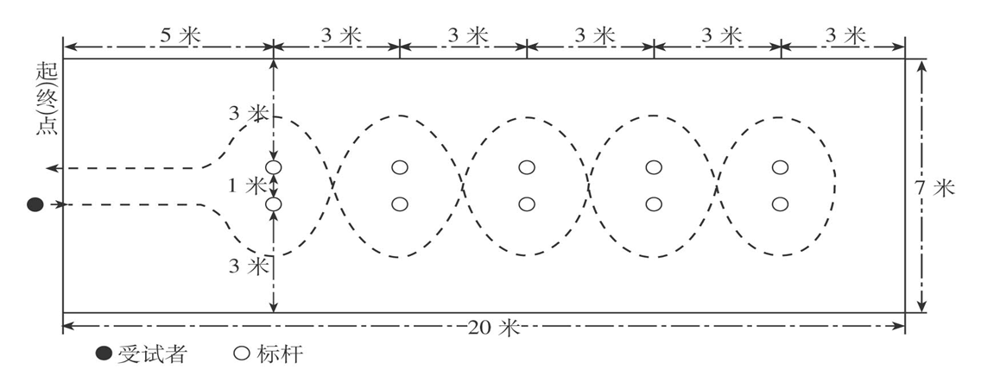 5 米 3 米 3 米 3 米 3 米 3 米
起(终)点
3 米
1 米
7 米
3 米
20 米
受试者 标杆